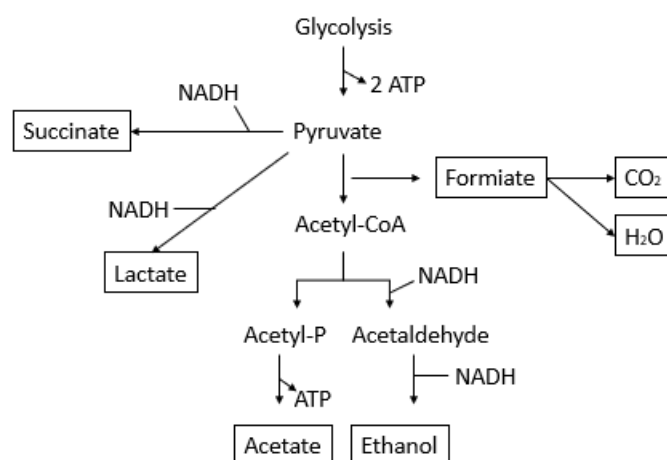 Glycolysis
2 ATP
NADH
Succinate
Pyruvate
Formiate
CO₂
NADH
Acetyl-CoA
H₂O
Lactate
NADH
Acetyl-P
Acetaldehyde
NADH
ATP
Acetate
Ethanol